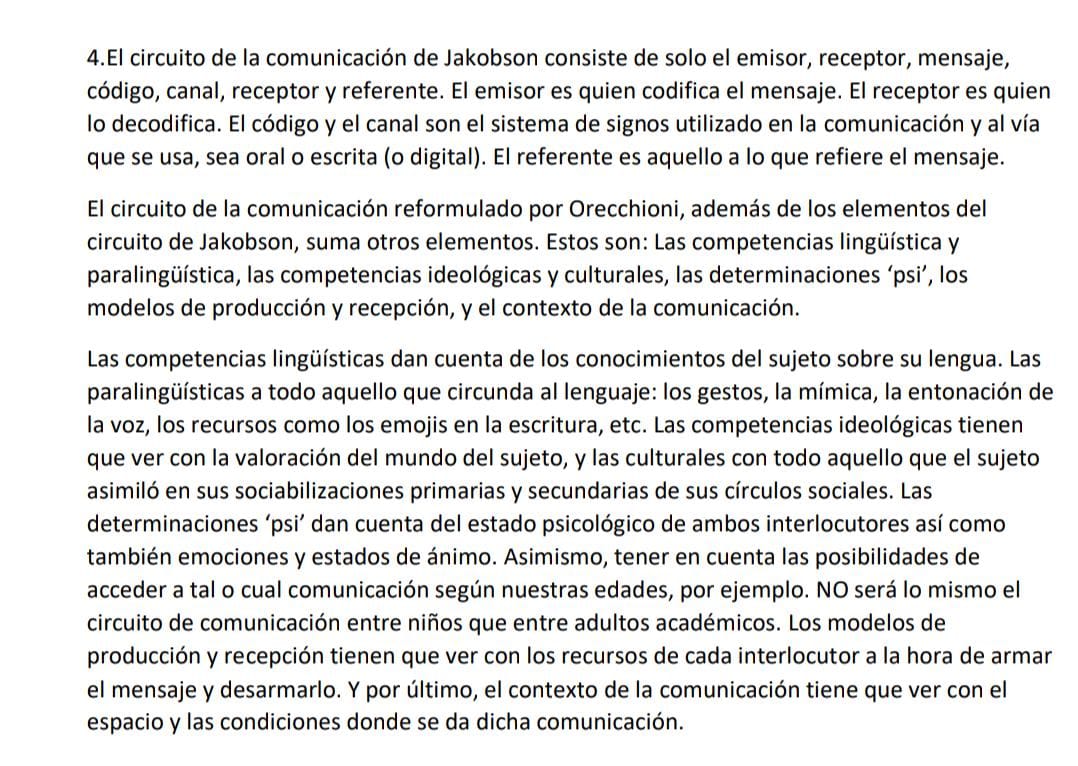 4.El circuito de la comunicación de Jakobson consiste de solo el emisor, receptor, mensaje,
código, canal, receptor y referente. El emisor es quien codifica el mensaje. El receptor es quien
lo decodifica. El código y el canal son el sistema de signos utilizado en la comunicación y al vía
que se usa, sea oral o escrita (o digital). El referente es aquello a lo que refiere el mensaje.
El circuito de la comunicación reformulado por Orecchioni, además de los elementos del
circuito de Jakobson, suma otros elementos. Estos son: Las competencias lingüística y
paralingüística, las competencias ideológicas y culturales, las determinaciones ‘psi’, los
modelos de producción y recepción, y el contexto de la comunicación.
Las competencias lingüísticas dan cuenta de los conocimientos del sujeto sobre su lengua. Las
paralingüísticas a todo aquello que circunda al lenguaje: los gestos, la mímica, la entonación de
la voz, los recursos como los emojis en la escritura, etc. Las competencias ideológicas tienen
que ver con la valoración del mundo del sujeto, y las culturales con todo aquello que el sujeto
asimiló en sus sociabilizaciones primarias y secundarias de sus círculos sociales. Las
determinaciones ‘psi’ dan cuenta del estado psicológico de ambos interlocutores así como
también emociones y estados de ánimo. Asimismo, tener en cuenta las posibilidades de
acceder a tal o cual comunicación según nuestras edades, por ejemplo. NO será lo mismo el
circuito de comunicación entre niños que entre adultos académicos. Los modelos de
producción y recepción tienen que ver con los recursos de cada interlocutor a la hora de armar
el mensaje y desarmarlo. Y por último, el contexto de la comunicación tiene que ver con el
espacio y las condiciones donde se da dicha comunicación.